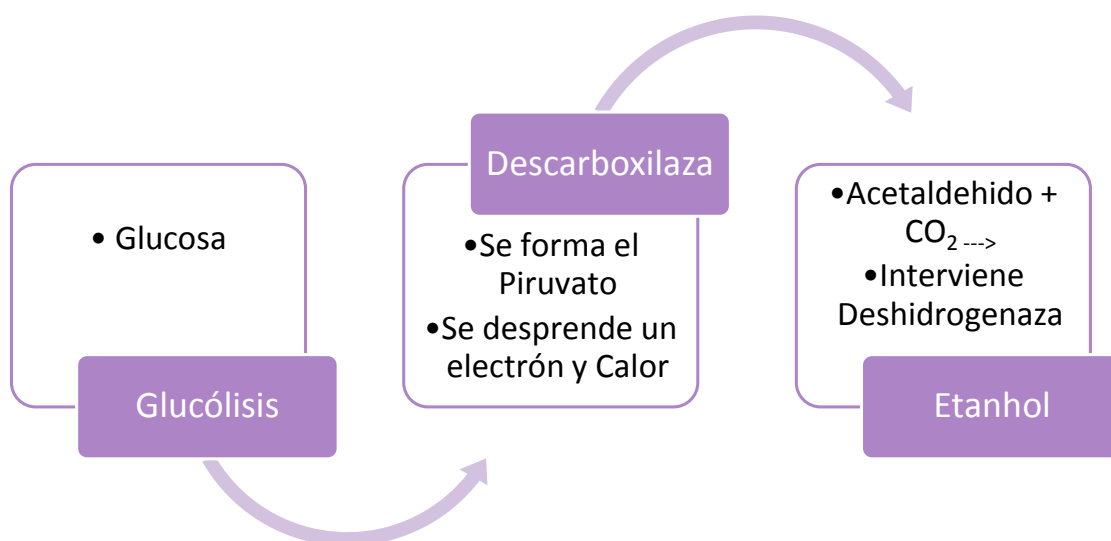 • Glucosa
Glucólisis
Descarboxilaza
•Se forma el
Piruvato
•Se desprende un
electrón y Calor
•Acetaldehido +
CO₂ --->
•Interviene
Deshidrogenaza
Etanhol